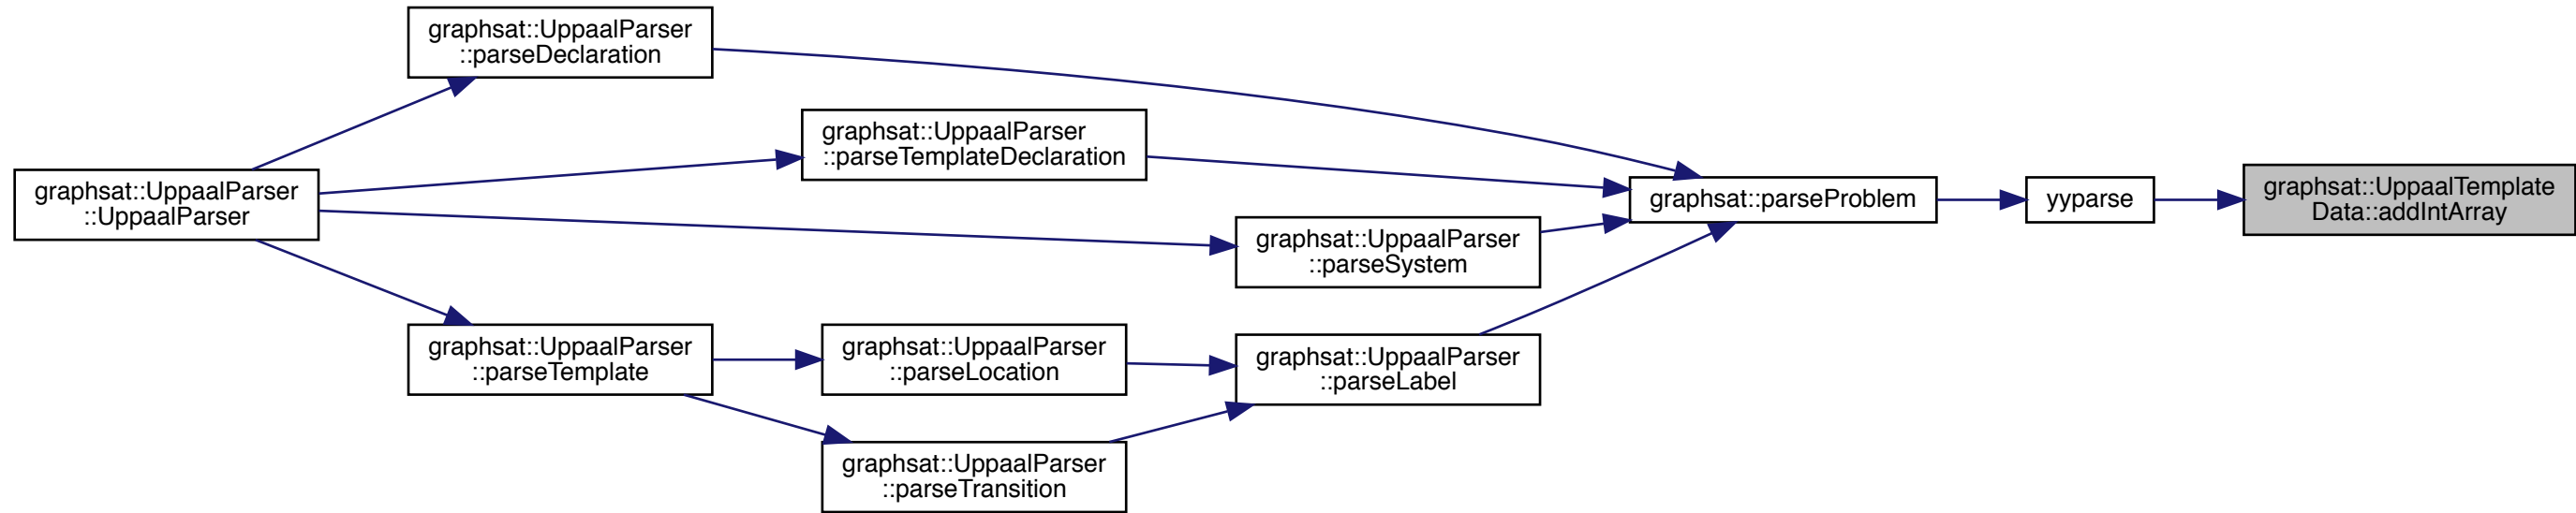 graphsat::UppaalParser
::parseDeclaration
graphsat::UppaalParser
::parseTemplateDeclaration
graphsat::UppaalParser
::UppaalParser
graphsat::parseProblem
yyparse
graphsat::UppaalTemplate
Data::addIntArray
graphsat::UppaalParser
::parseSystem
graphsat::UppaalParser
::parseTemplate
graphsat::UppaalParser
::parseLocation
graphsat::UppaalParser
::parseLabel
graphsat::UppaalParser
::parseTransition